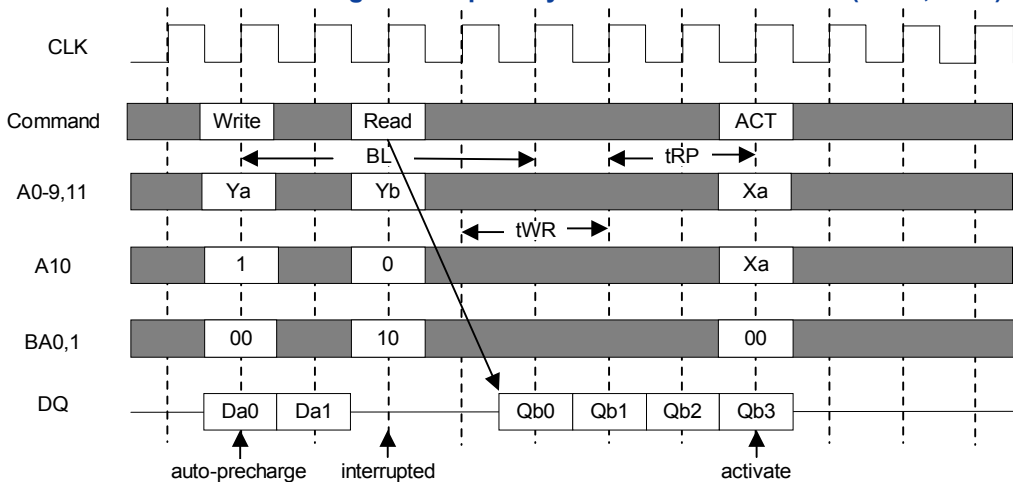 CLK
Command Write Read ACT
BL tRP
A0-9,11 Ya Yb Xa
tWR
A10 1 0 Xa
BA0,1 00 10 00
DQ Da0 Da1 Qb0 Qb1 Qb2 Qb3
auto-precharge interrupted activate